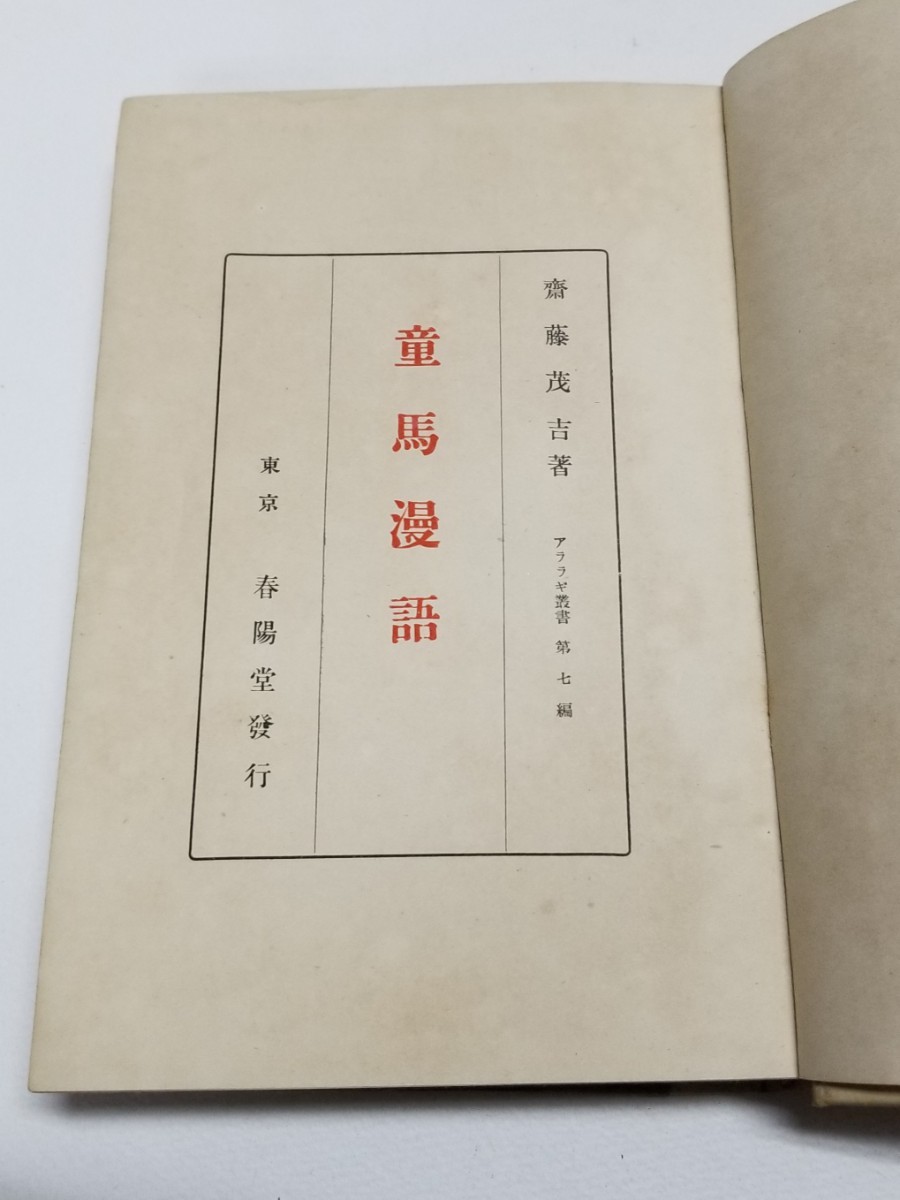 齋藤茂吉著 アララギ叢書 第七編
童馬漫語
東京 春陽堂發行